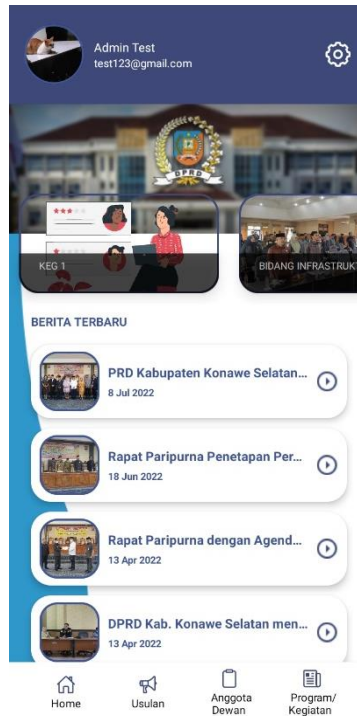 Admin Test
test123@gmail.com
DPRD
KEG 1
BIDANG INFRASTRUKT
BERITA TERBARU
PRD Kabupaten Konawe Selatan...
8 Jul 2022
Rapat Paripurna Penetapan Per...
18 Jun 2022
Rapat Paripurna dengan Agend...
13 Apr 2022
DPRD Kab. Konawe Selatan men...
13 Apr 2022
Home
Usulan
Anggota
Dewan
Program/
Kegiatan